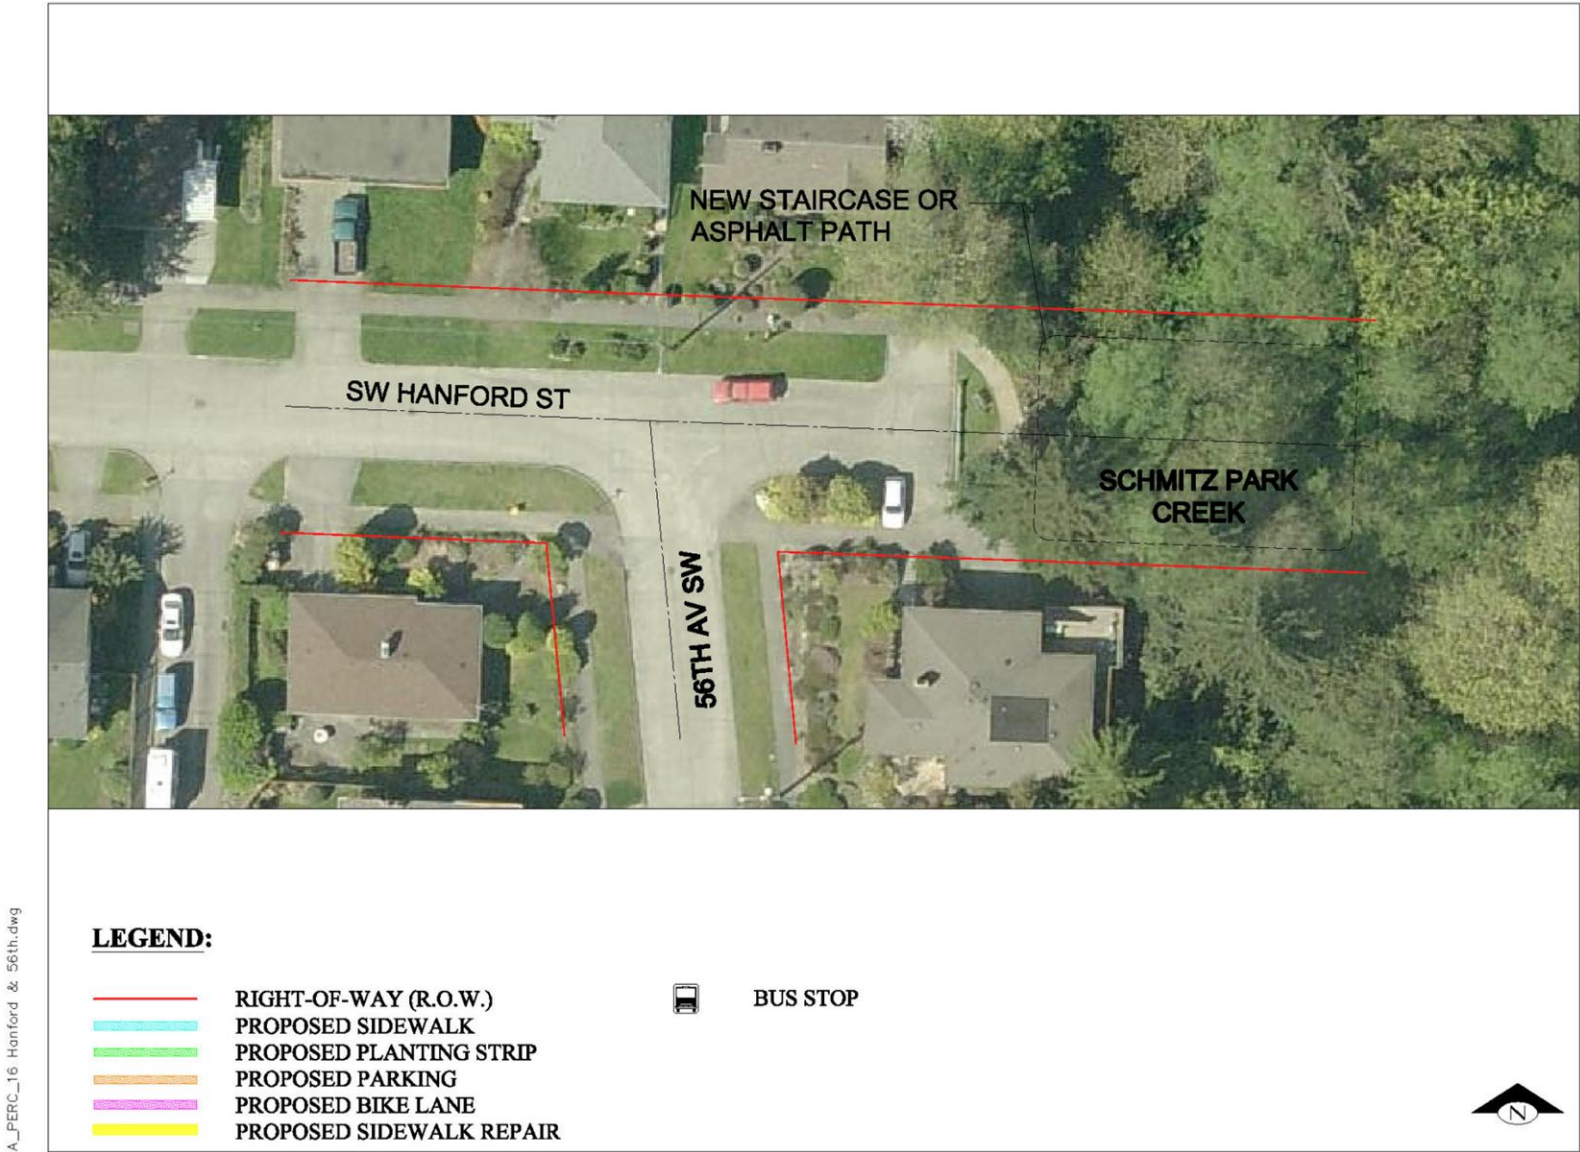 NEW STAIRCASE OR
ASPHALT PATH
SW HANFORD ST
SCHMITZ PARK
CREEK
56TH AV SW
LEGEND:
RIGHT-OF-WAY (R.O.W.)
PROPOSED SIDEWALK
PROPOSED PLANTING STRIP
PROPOSED PARKING
PROPOSED BIKE LANE
PROPOSED SIDEWALK REPAIR
BUS STOP
N
A_PERC_16 Hanford & 56th.dwg